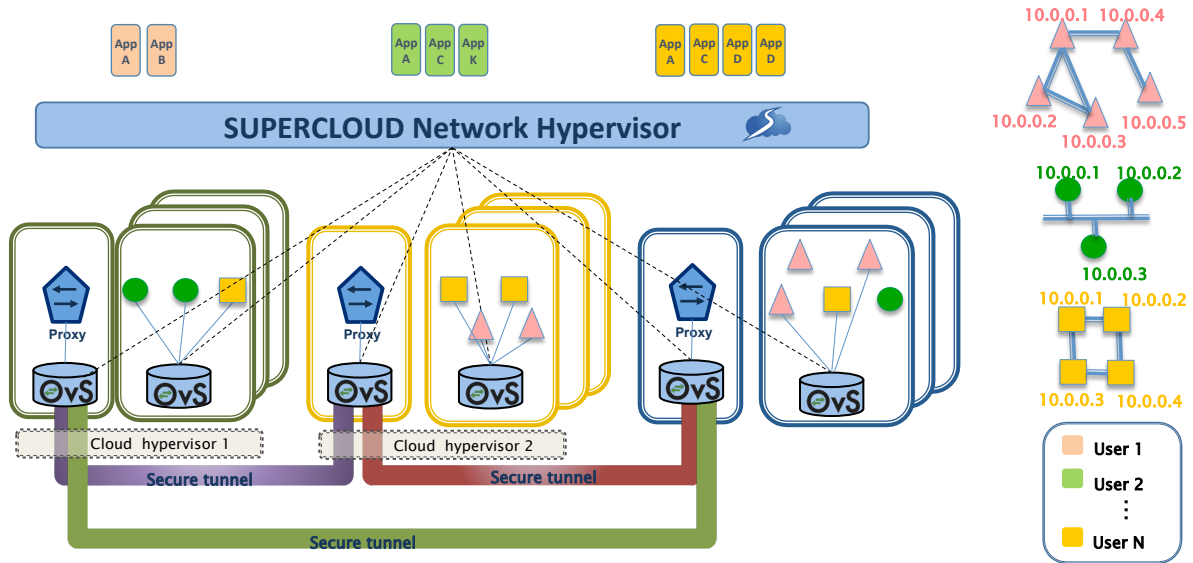 App
A
App
B
App
A
App
C
App
K
App
A
App
C
App
D
App
D
SUPERCLOUD Network Hypervisor
Proxy
OvS
OvS
Proxy
OvS
OvS
Proxy
OvS
OvS
Cloud hypervisor 1
Cloud hypervisor 2
Secure tunnel
Secure tunnel
Secure tunnel
10.0.0.1
10.0.0.4
10.0.0.2
10.0.0.5
10.0.0.3
10.0.0.1
10.0.0.2
10.0.0.3
10.0.0.1
10.0.0.2
10.0.0.3
10.0.0.4
User 1
User 2
⋮
User N